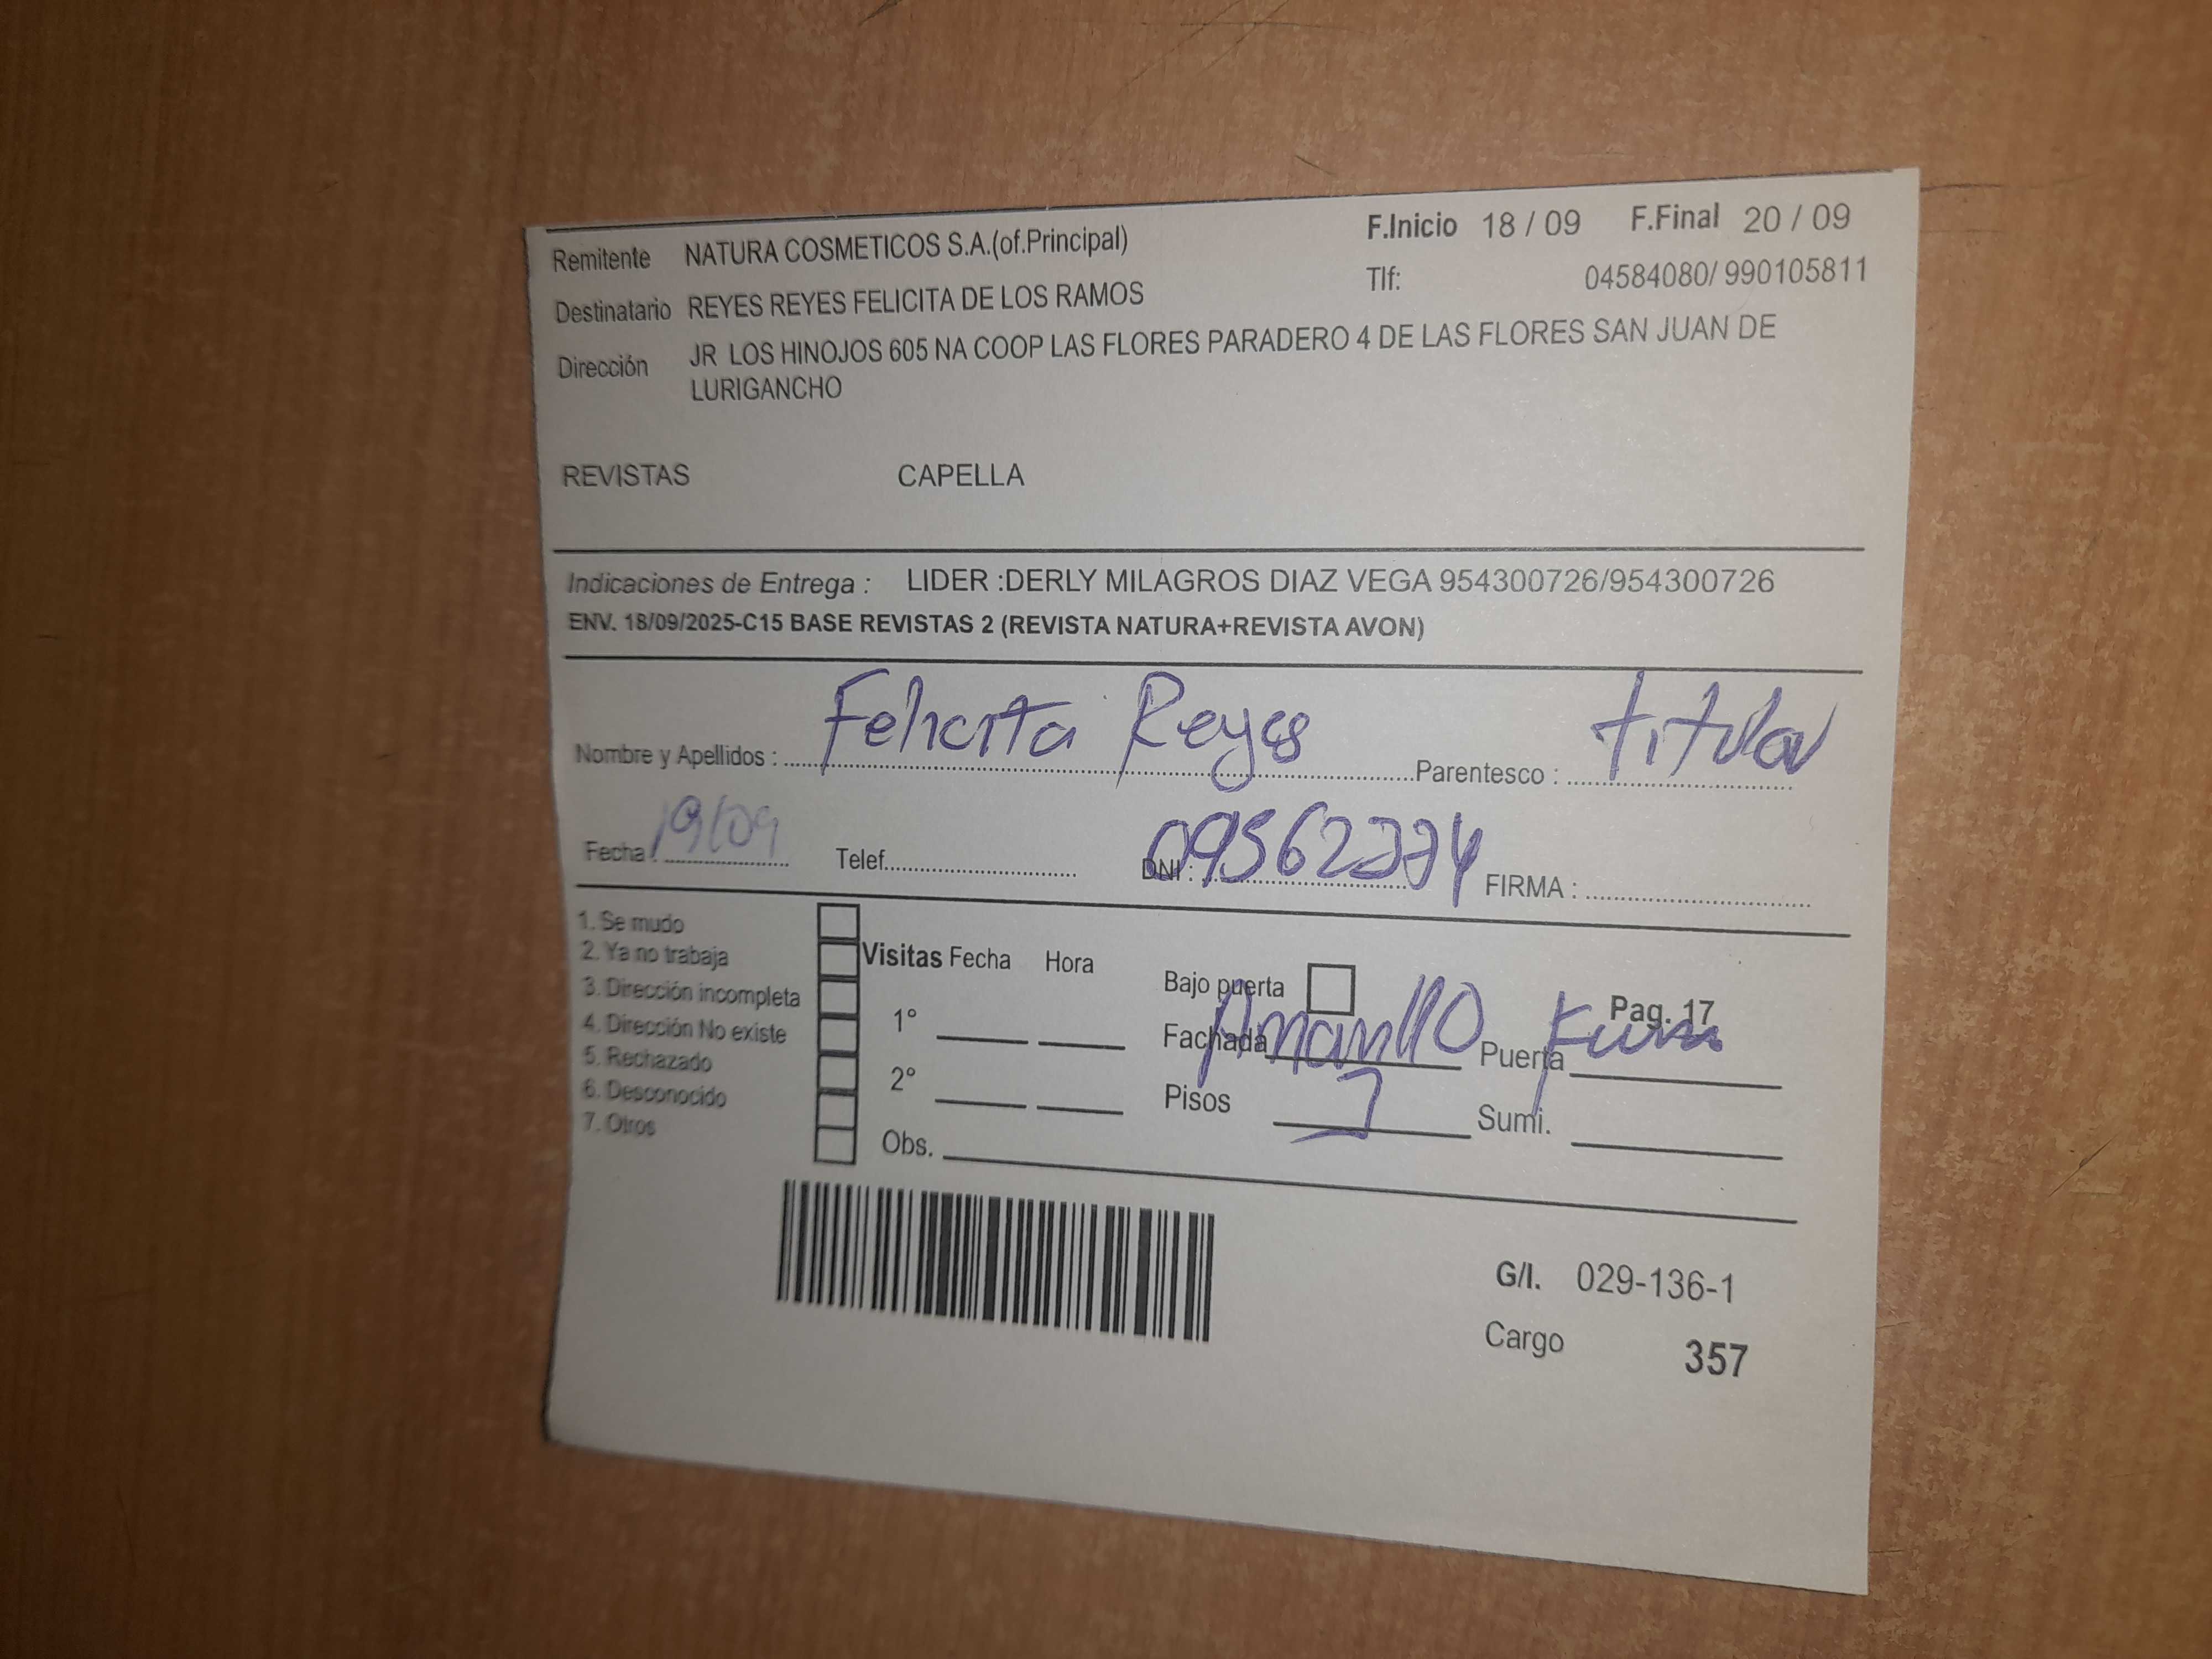 Remitente NATURA COSMETICOS S.A.(of.Principal) F.Inicio 18 / 09 F.Final 20 / 09
Tlf: 04584080/ 990105811
Destinatario REYES REYES FELICITA DE LOS RAMOS
Dirección JR LOS HINOJOS 605 NA COOP LAS FLORES PARADERO 4 DE LAS FLORES SAN JUAN DE
LURIGANCHO
REVISTAS CAPELLA
Indicaciones de Entrega : LIDER :DERLY MILAGROS DIAZ VEGA 954300726/954300726
ENV. 18/09/2025-C15 BASE REVISTAS 2 (REVISTA NATURA+REVISTA AVON)
Nombre y Apellidos : Felicita Reyes Parentesco : titular
Fecha : 19/09 Telef. DNI : FIRMA :
1. Se mudo
2. Ya no trabaja
3. Dirección incompleta
4. Dirección No existe
5. Rechazado
6. Desconocido
7. Otros
Visitas Fecha Hora
1°
2°
Obs.
Bajo puerta Pag. 17
Fachada Amarillo Puerta
Pisos Sumi.
G/I. 029-136-1
Cargo 357